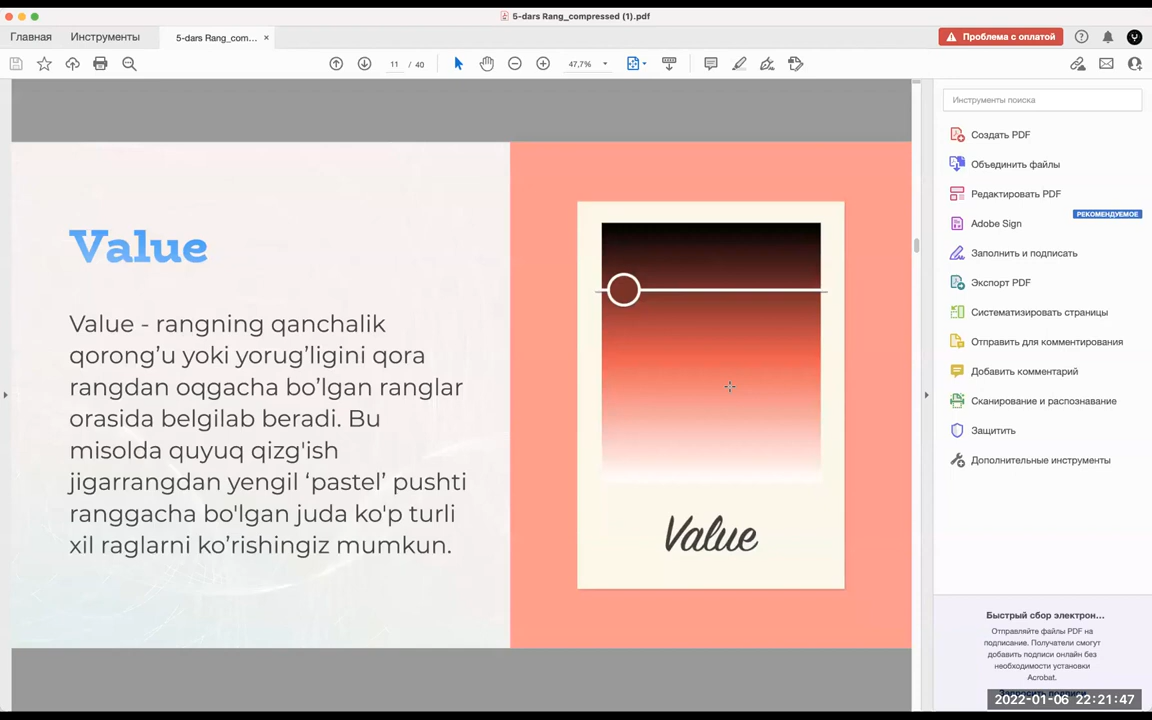 5-dars Rang_compressed (1).pdf
Главная Инструменты 5-dars Rang_com... ×
Проблема с оплатой
11 / 40 47,7%
Value
Value - rangning qanchalik
qorong’u yoki yorug’ligini qora
rangdan oqgacha bo’lgan ranglar
orasida belgilab beradi. Bu
misolda quyuq qizg'ish
jigarrangdan yengil ‘pastel’ pushti
ranggacha bo'lgan juda ko'p turli
xil raglarni ko’rishingiz mumkun.
Value
Инструменты поиска
Создать PDF
Объединить файлы
Редактировать PDF
РЕКОМЕНДУЕМОЕ
Adobe Sign
Заполнить и подписать
Экспорт PDF
Систематизировать страницы
Отправить для комментирования
Добавить комментарий
Сканирование и распознавание
Защитить
Дополнительные инструменты
Быстрый сбор электрон...
Отправляйте файлы PDF на
подписание. Получатели смогут
добавить подписи онлайн без
необходимости установки
Acrobat.
2022-01-06 22:21:47